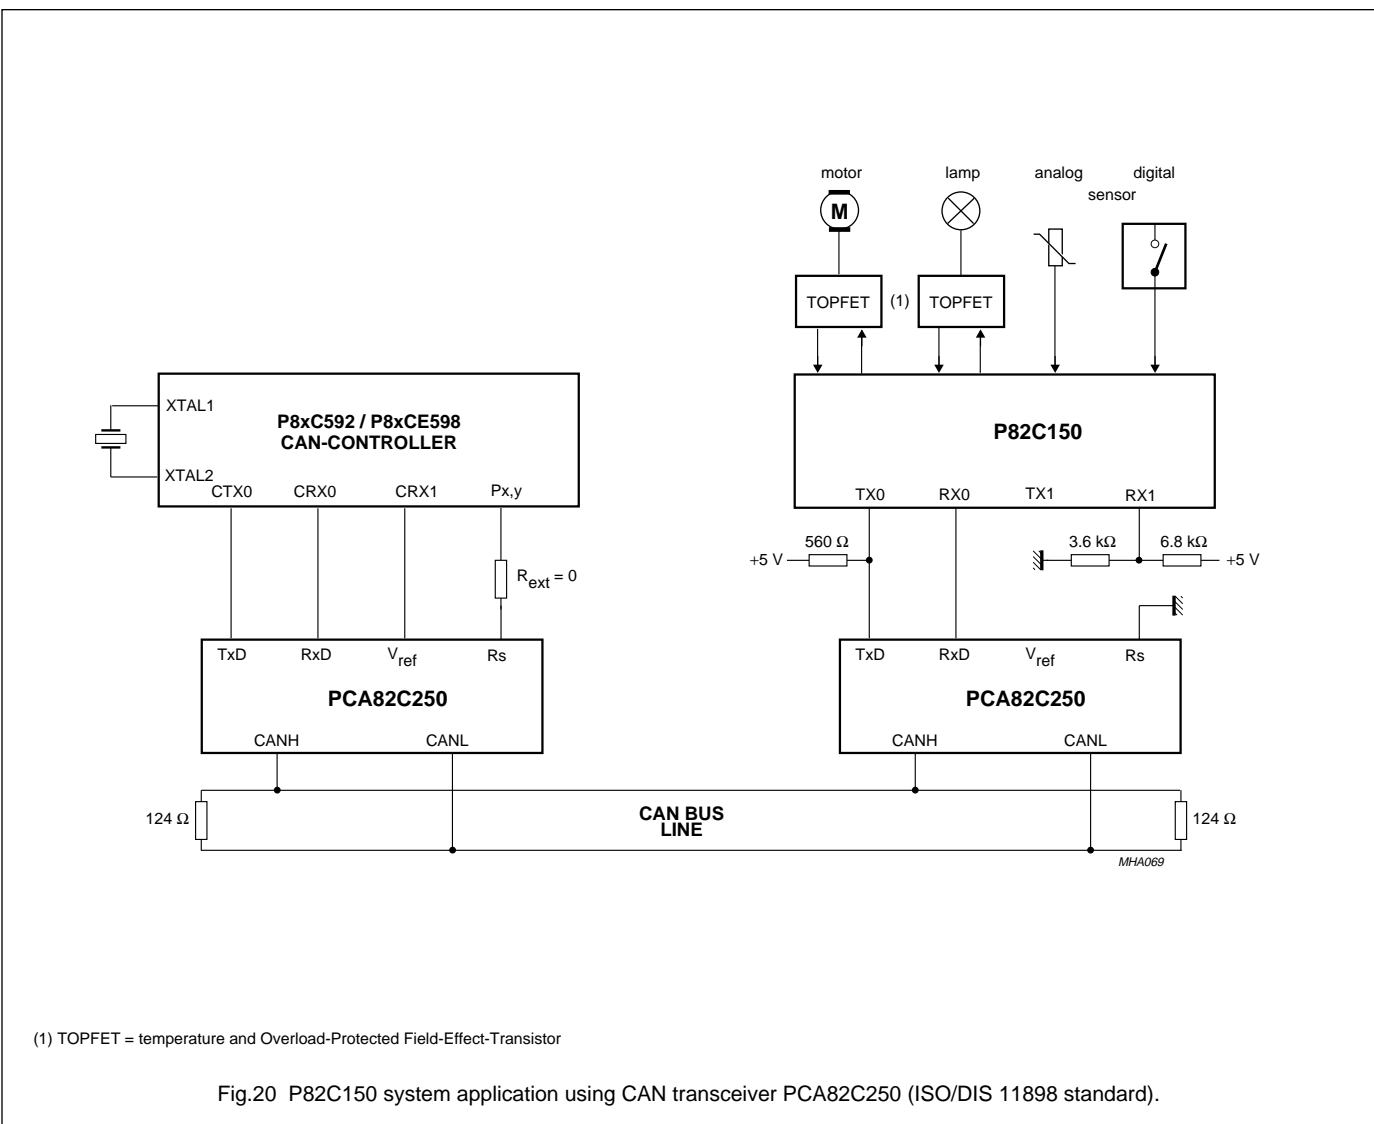 motor lamp analog digital
sensor
M
TOPFET (1) TOPFET
XTAL1
P8xC592 / P8xCE598
CAN-CONTROLLER
P82C150
XTAL2
CTX0 CRX0 CRX1 Px,y
TX0 RX0 TX1 RX1
560 Ω 3.6 kΩ 6.8 kΩ
+5 V +5 V
Rext = 0
TxD RxD Vref Rs
TxD RxD Vref Rs
PCA82C250 PCA82C250
CANH CANL CANH CANL
124 Ω CAN BUS 124 Ω
LINE
MHA069
(1) TOPFET = temperature and Overload-Protected Field-Effect-Transistor
Fig.20 P82C150 system application using CAN transceiver PCA82C250 (ISO/DIS 11898 standard).